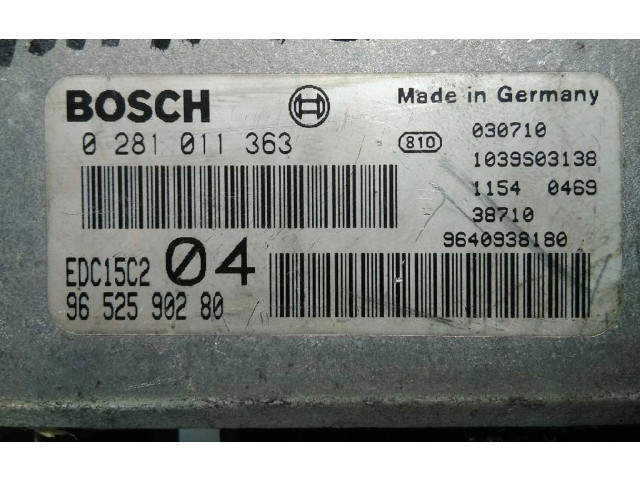 BOSCH
Made in Germany
0 281 011 363
810
030710
1039S03138
1154 0469
38710
9640938180
EDC15C2 04
96 525 902 80